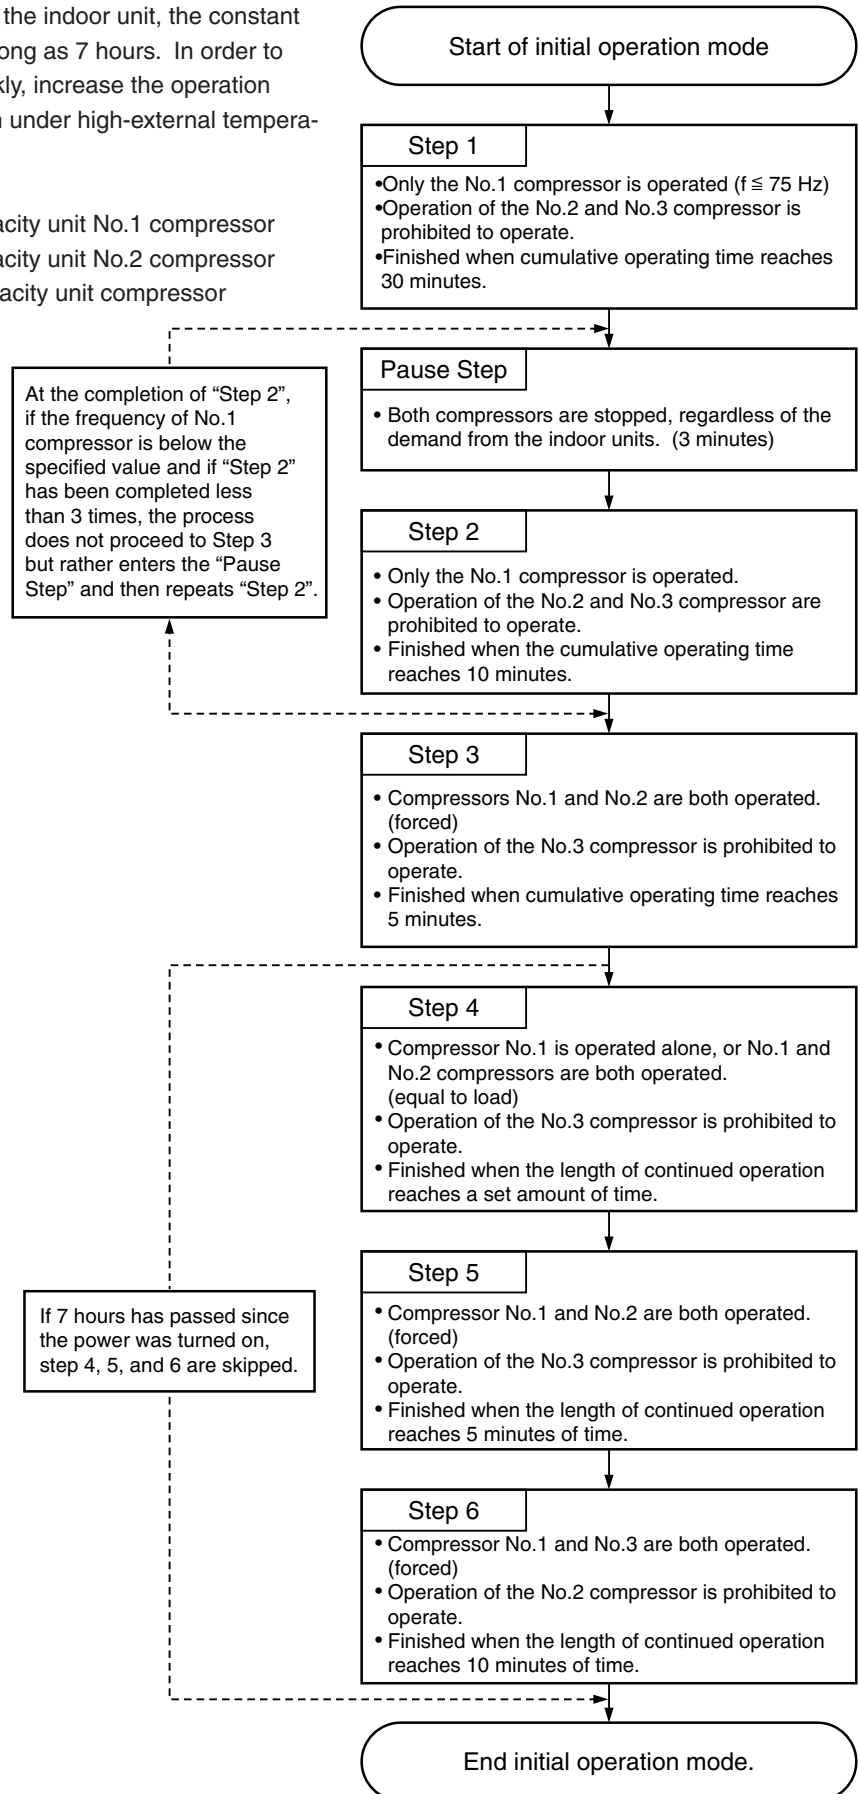 the indoor unit, the constant
ong as 7 hours. In order to
kly, increase the operation
under high-external tempera-
acity unit No.1 compressor
acity unit No.2 compressor
acity unit compressor
Start of initial operation mode
Step 1
•Only the No.1 compressor is operated (f ≦ 75 Hz)
•Operation of the No.2 and No.3 compressor is
prohibited to operate.
•Finished when cumulative operating time reaches
30 minutes.
Pause Step
• Both compressors are stopped, regardless of the
demand from the indoor units. (3 minutes)
At the completion of “Step 2”,
if the frequency of No.1
compressor is below the
specified value and if “Step 2”
has been completed less
than 3 times, the process
does not proceed to Step 3
but rather enters the “Pause
Step” and then repeats “Step 2”.
Step 2
• Only the No.1 compressor is operated.
• Operation of the No.2 and No.3 compressor are
prohibited to operate.
• Finished when the cumulative operating time
reaches 10 minutes.
Step 3
• Compressors No.1 and No.2 are both operated.
(forced)
• Operation of the No.3 compressor is prohibited to
operate.
• Finished when cumulative operating time reaches
5 minutes.
Step 4
• Compressor No.1 is operated alone, or No.1 and
No.2 compressors are both operated.
(equal to load)
• Operation of the No.3 compressor is prohibited to
operate.
• Finished when the length of continued operation
reaches a set amount of time.
Step 5
• Compressor No.1 and No.2 are both operated.
(forced)
• Operation of the No.3 compressor is prohibited to
operate.
• Finished when the length of continued operation
reaches 5 minutes of time.
If 7 hours has passed since
the power was turned on,
step 4, 5, and 6 are skipped.
Step 6
• Compressor No.1 and No.3 are both operated.
(forced)
• Operation of the No.2 compressor is prohibited to
operate.
• Finished when the length of continued operation
reaches 10 minutes of time.
End initial operation mode.